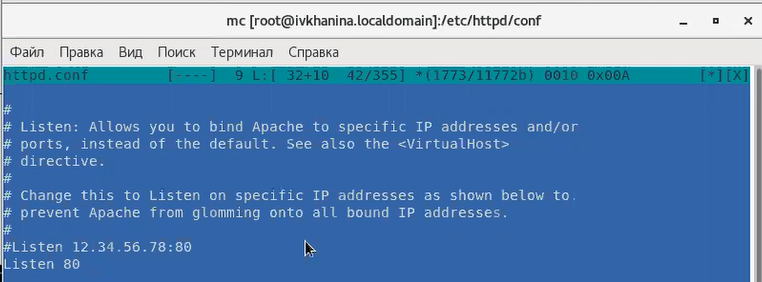 mc [root@ivkhanina.localdomain]:/etc/httpd/conf
Файл Правка Вид Поиск Терминал Справка
httpd.conf [----] 9 L:[ 32+10 42/355] *(1773/11772b) 0010 0x00A [*][X]
#
# Listen: Allows you to bind Apache to specific IP addresses and/or
# ports, instead of the default. See also the <VirtualHost>
# directive.
#
# Change this to Listen on specific IP addresses as shown below to.
# prevent Apache from glomming onto all bound IP addresses.
#
#Listen 12.34.56.78:80
Listen 80